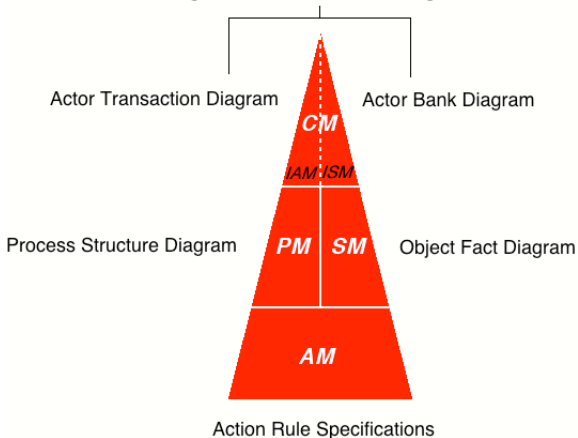 Actor Transaction Diagram
Actor Bank Diagram
CM
IAM ISM
Process Structure Diagram
PM SM
Object Fact Diagram
AM
Action Rule Specifications